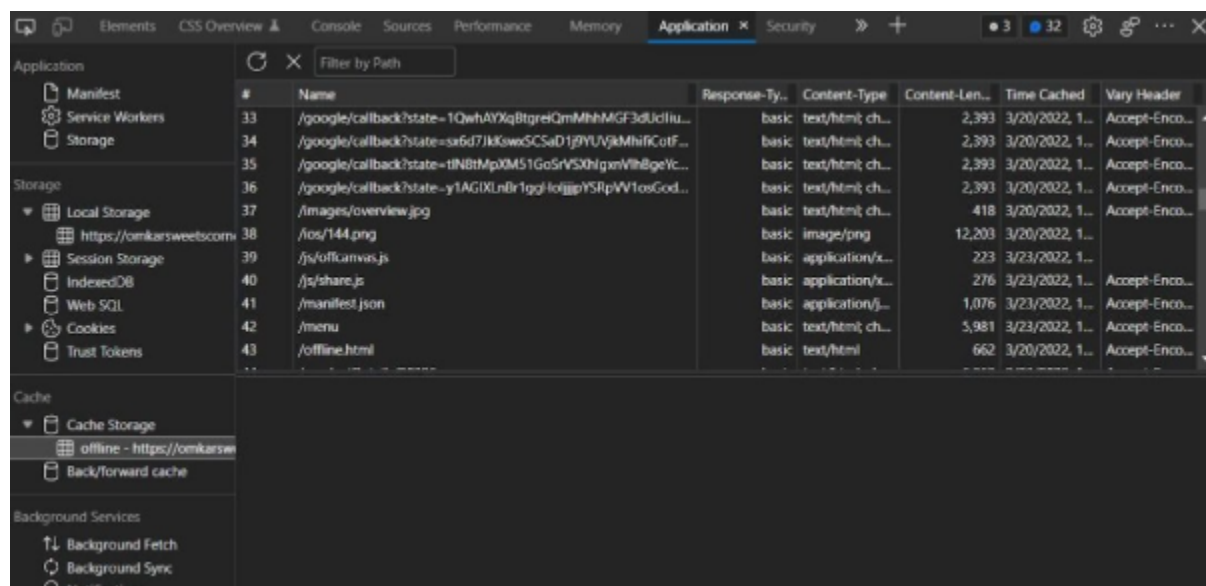 Elements CSS Overview Console Sources Performance Memory Application × Security » + 3 32 ··· ×
Application
Manifest
Service Workers
Storage
Storage
Local Storage
https://omkarsweetscorn
Session Storage
IndexedDB
Web SQL
Cookies
Trust Tokens
Cache
Cache Storage
offline - https://omkarswe
Back/forward cache
Background Services
Background Fetch
Background Sync
Filter by Path
# Name Response-Ty... Content-Type Content-Len... Time Cached Vary Header
33 basic text/html; ch... 2,393 3/20/2022, 1... Accept-Enco...
34 basic text/html; ch... 2,393 3/20/2022, 1... Accept-Enco...
35 basic text/html; ch... 2,393 3/20/2022, 1... Accept-Enco...
36 basic text/html; ch... 2,393 3/20/2022, 1... Accept-Enco...
37 /images/overview.jpg basic text/html; ch... 418 3/20/2022, 1... Accept-Enco...
38 /ios/144.png basic image/png 12,203 3/20/2022, 1...
39 /js/offcanvas.js basic application/x... 223 3/23/2022, 1...
40 /js/share.js basic application/x... 276 3/23/2022, 1... Accept-Enco...
41 /manifest.json basic application/j... 1,076 3/23/2022, 1... Accept-Enco...
42 /menu basic text/html; ch... 5,981 3/23/2022, 1... Accept-Enco...
43 /offline.html basic text/html 662 3/20/2022, 1... Accept-Enco...